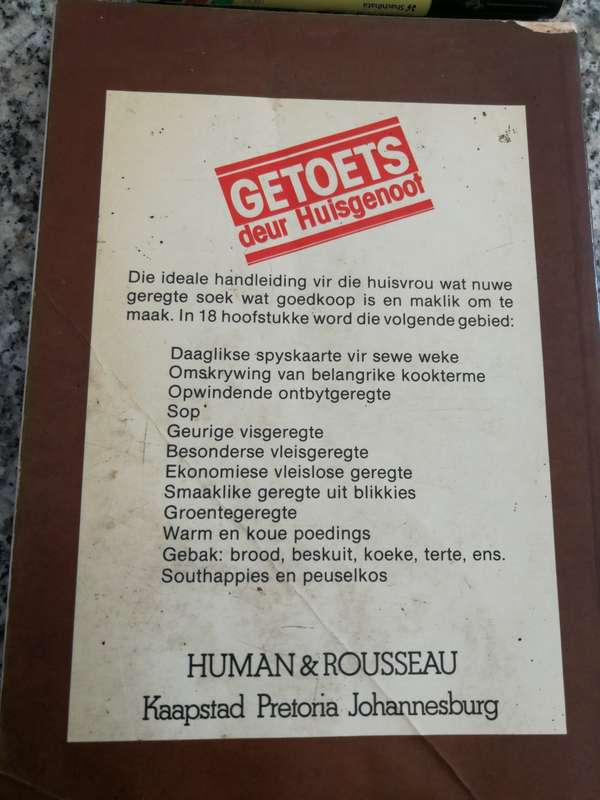 Shachihata
GETOETS
deur Huisgenoot
Die ideale handleiding vir die huisvrou wat nuwe
geregte soek wat goedkoop is en maklik om te
maak. In 18 hoofstukke word die volgende gebied:
Daaglikse spyskaarte vir sewe weke
Omskrywing van belangrike kookterme
Opwindende ontbytgeregte
Sop
Geurige visgeregte
Besonderse vleisgeregte
Ekonomiese vleislose geregte
Smaaklike geregte uit blikkies
Groentegeregte
Warm en koue poedings
Gebak: brood, beskuit, koeke, terte, ens.
Southappies en peuselkos
HUMAN & ROUSSEAU
Kaapstad Pretoria Johannesburg